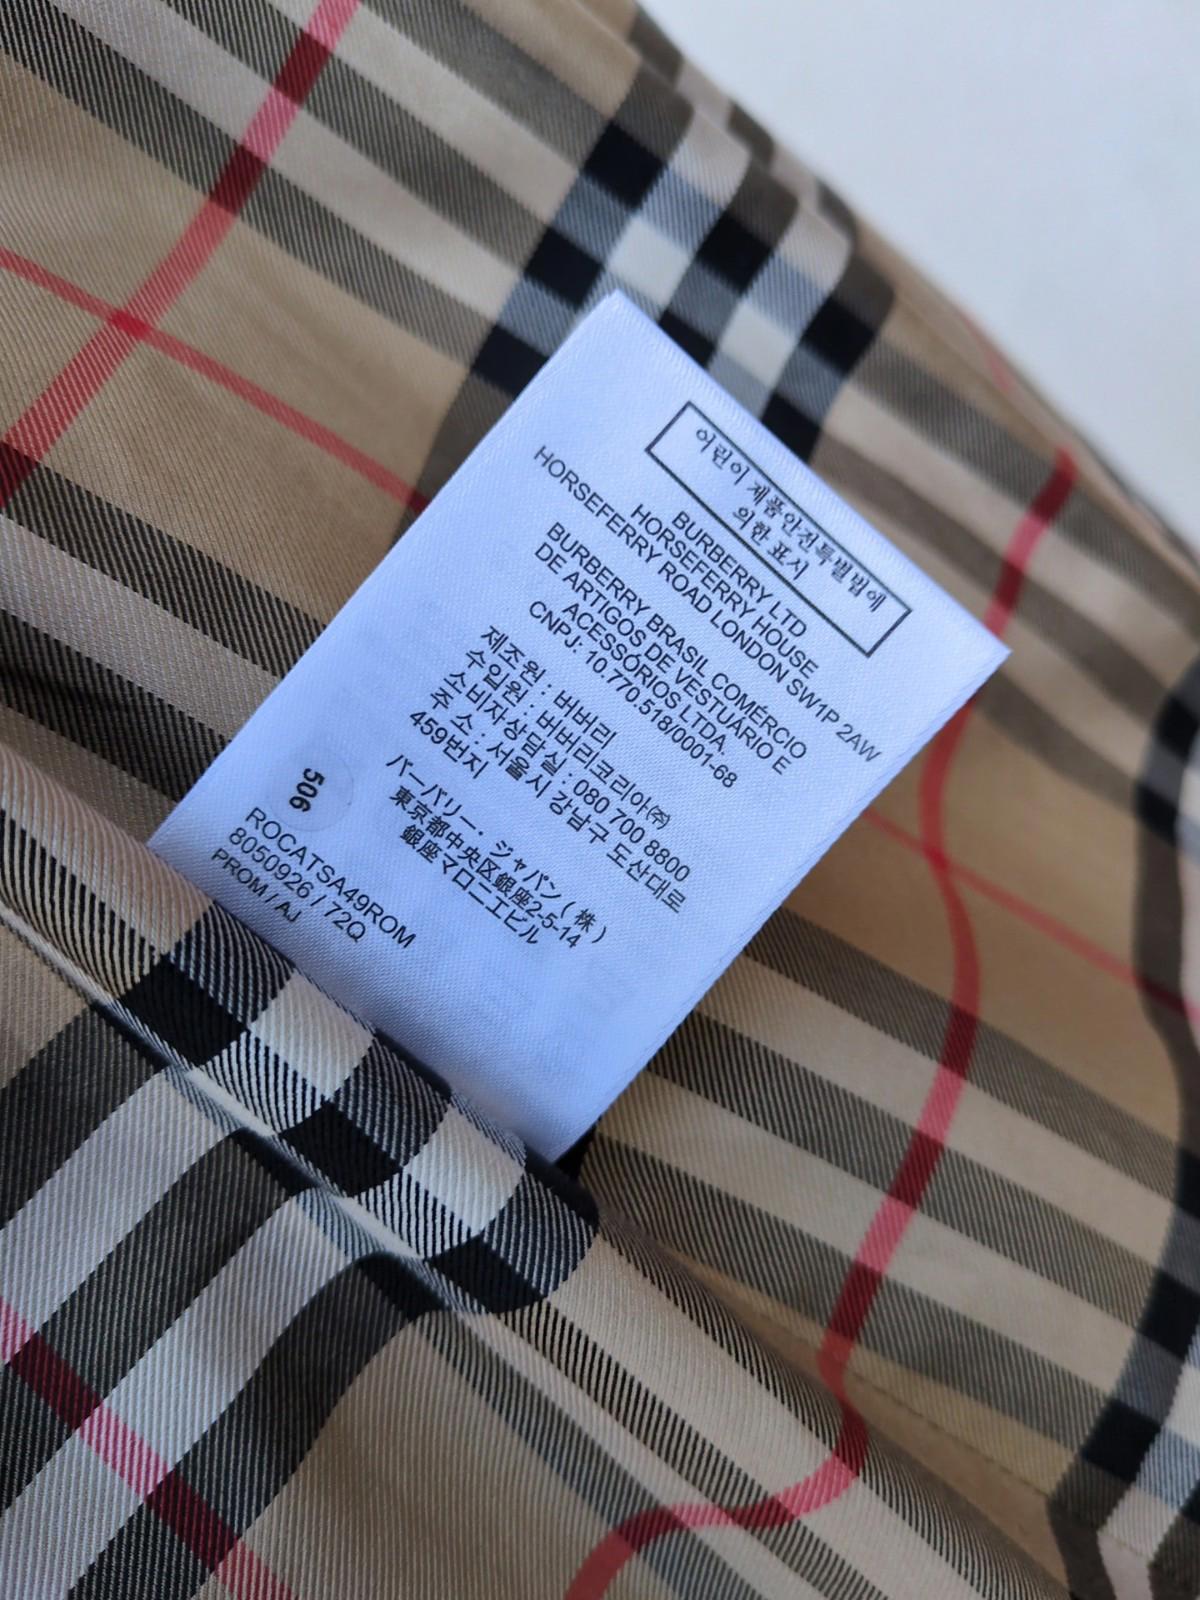 어린이 제품안전특별법에
의한 표시
BURBERRY LTD
HORSEFERRY HOUSE
HORSEFERRY ROAD LONDON SW1P 2AW
BURBERRY BRASIL COMÉRCIO
DE ARTIGOS DE VESTUÁRIO E
ACESSÓRIOS LTDA,
CNPJ: 10.770.518/0001-68
제조원 : 버버리
수입원 : 버버리코리아㈜
소비자상담실 : 080 700 8800
주 소 : 서울시 강남구 도산대로
459번지
バーバリー・ジャパン(株)
東京都中央区銀座2-5-14
銀座マロニエビル
506
ROCATSA49ROM
8050926 / 72Q
PROM / AJ